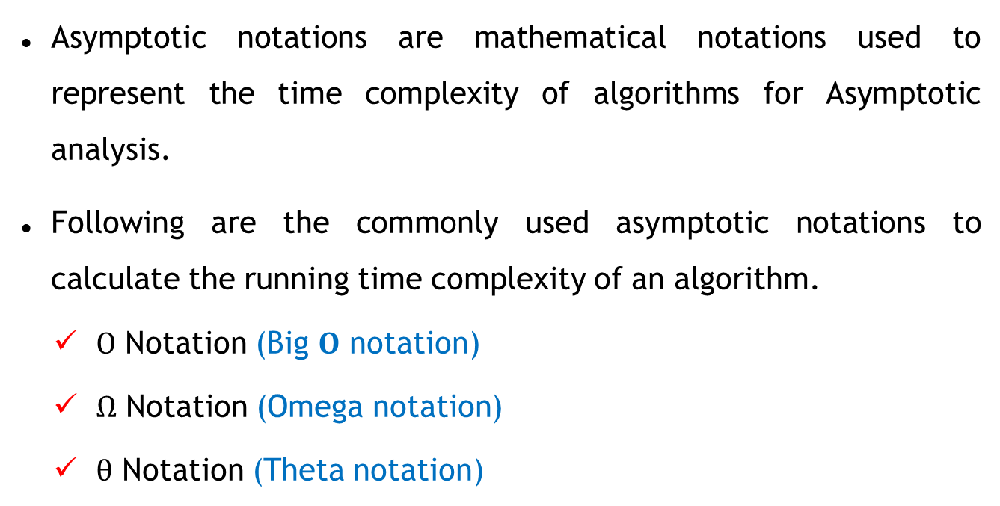 • Asymptotic notations are mathematical notations used to
represent the time complexity of algorithms for Asymptotic
analysis.
• Following are the commonly used asymptotic notations to
calculate the running time complexity of an algorithm.
✓ Ο Notation (Big Ο notation)
✓ Ω Notation (Omega notation)
✓ θ Notation (Theta notation)